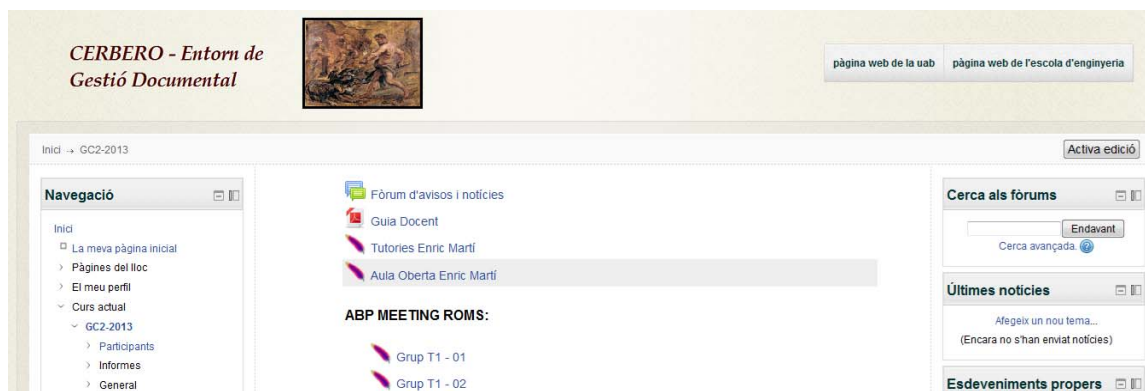 CERBERO - Entorn de
Gestió Documental
pàgina web de la uab
pàgina web de l'escola d'enginyeria
Inici → GC2-2013
Activa edició
Navegació
Inici
La meva pàgina inicial
Pàgines del lloc
El meu perfil
Curs actual
GC2-2013
Participants
Informes
General
Fòrum d'avisos i notícies
Guia Docent
Tutories Enric Martí
Aula Oberta Enric Martí
ABP MEETING ROMS:
Grup T1 - 01
Grup T1 - 02
Cerca als fòrums
Endavant
Cerca avançada.
Últimes noticies
Afegeix un nou tema...
(Encara no s'han enviat notícies)
Esdeveniments propers